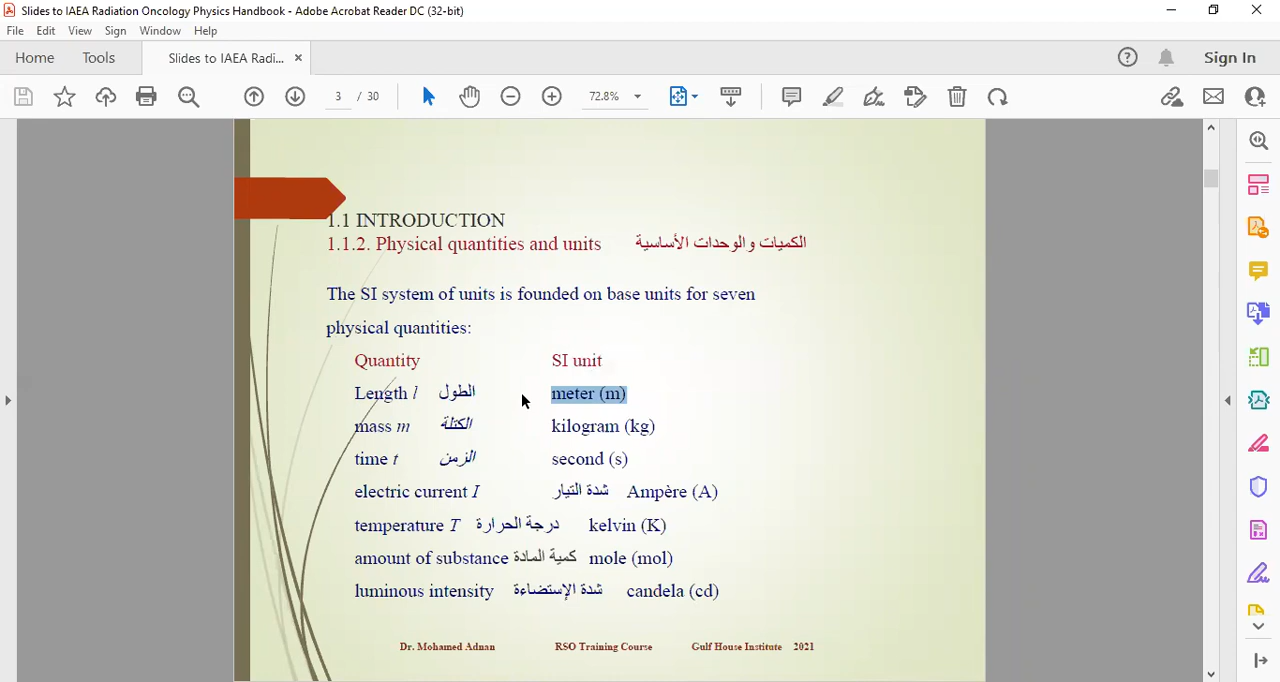 Slides to IAEA Radiation Oncology Physics Handbook - Adobe Acrobat Reader DC (32-bit)
File Edit View Sign Window Help
Home Tools Slides to IAEA Radi... × Sign In
3 / 30 72.8%
1.1 INTRODUCTION
1.1.2. Physical quantities and units الكميات والوحدات الأساسية
The SI system of units is founded on base units for seven
physical quantities:
Quantity SI unit
Length l الطول meter (m)
mass m الكتلة kilogram (kg)
time t الزمن second (s)
electric current I شدة التيار Ampère (A)
temperature T درجة الحرارة kelvin (K)
amount of substance كمية المادة mole (mol)
luminous intensity شدة الإستضاءة candela (cd)
Dr. Mohamed Adnan RSO Training Course Gulf House Institute 2021